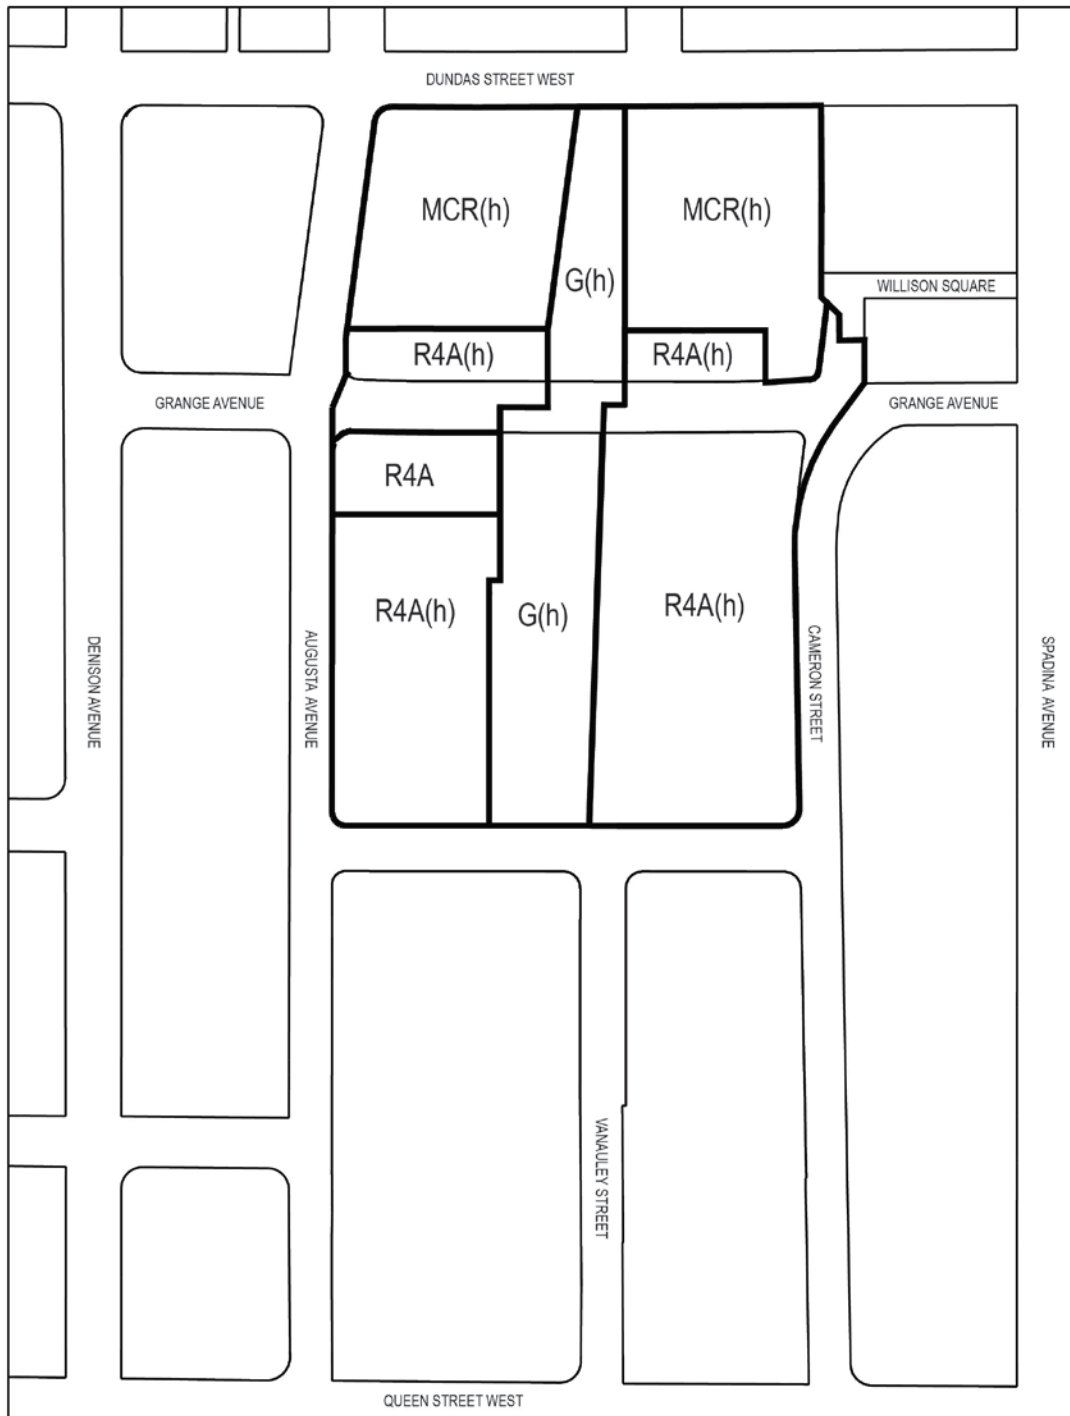 DUNDAS STREET WEST
MCR(h)
MCR(h)
G(h)
WILLISON SQUARE
R4A(h)
R4A(h)
GRANGE AVENUE
GRANGE AVENUE
R4A
R4A(h)
G(h)
R4A(h)
DENISON AVENUE
AUGUSTA AVENUE
CAMERON STREET
SPADINA AVENUE
VANAULEY STREET
QUEEN STREET WEST